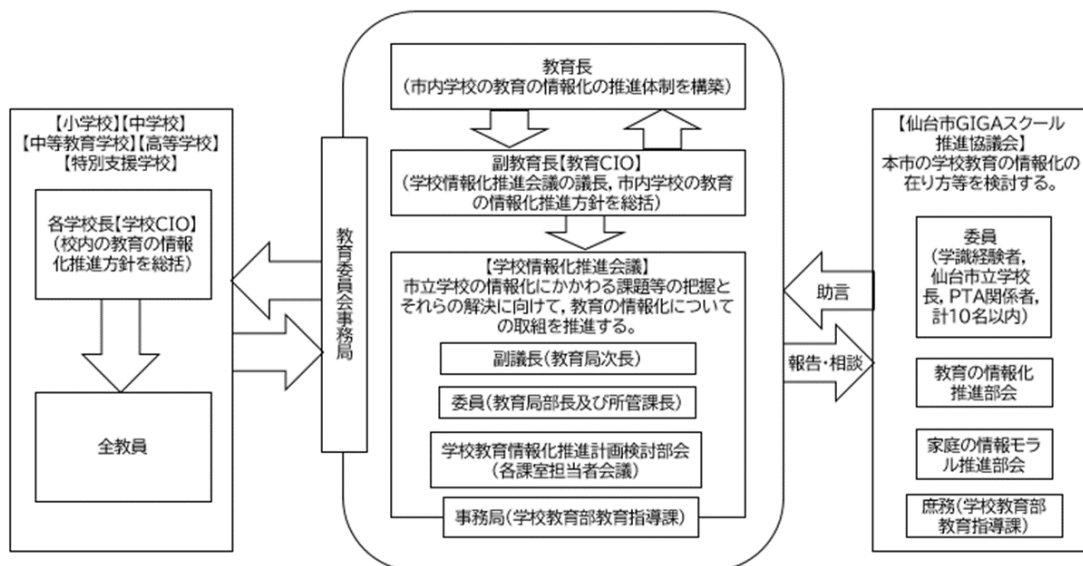 【小学校】【中学校】
【中等教育学校】【高等学校】
【特別支援学校】
各学校長【学校CIO】
(校内の教育の情報
化推進方針を総括)
全教員
教育委員会事務局
教育長
(市内学校の教育の情報化の推進体制を構築)
副教育長【教育CIO】
(学校情報化推進会議の議長,市内学校の教育
の情報化推進方針を総括)
【学校情報化推進会議】
市立学校の情報化にかかわる課題等の把握と
それらの解決に向けて,教育の情報化について
の取組を推進する。
副議長(教育局次長)
委員(教育局部長及び所管課長)
学校教育情報化推進計画検討部会
(各課室担当者会議)
事務局(学校教育部教育指導課)
助言
報告・相談
【仙台市GIGAスクール
推進協議会】
本市の学校教育の情報化の
在り方等を検討する。
委員
(学識経験者,
仙台市立学校
長,PTA関係者,
計10名以内)
教育の情報化
推進部会
家庭の情報モラ
ル推進部会
庶務(学校教育部
教育指導課)